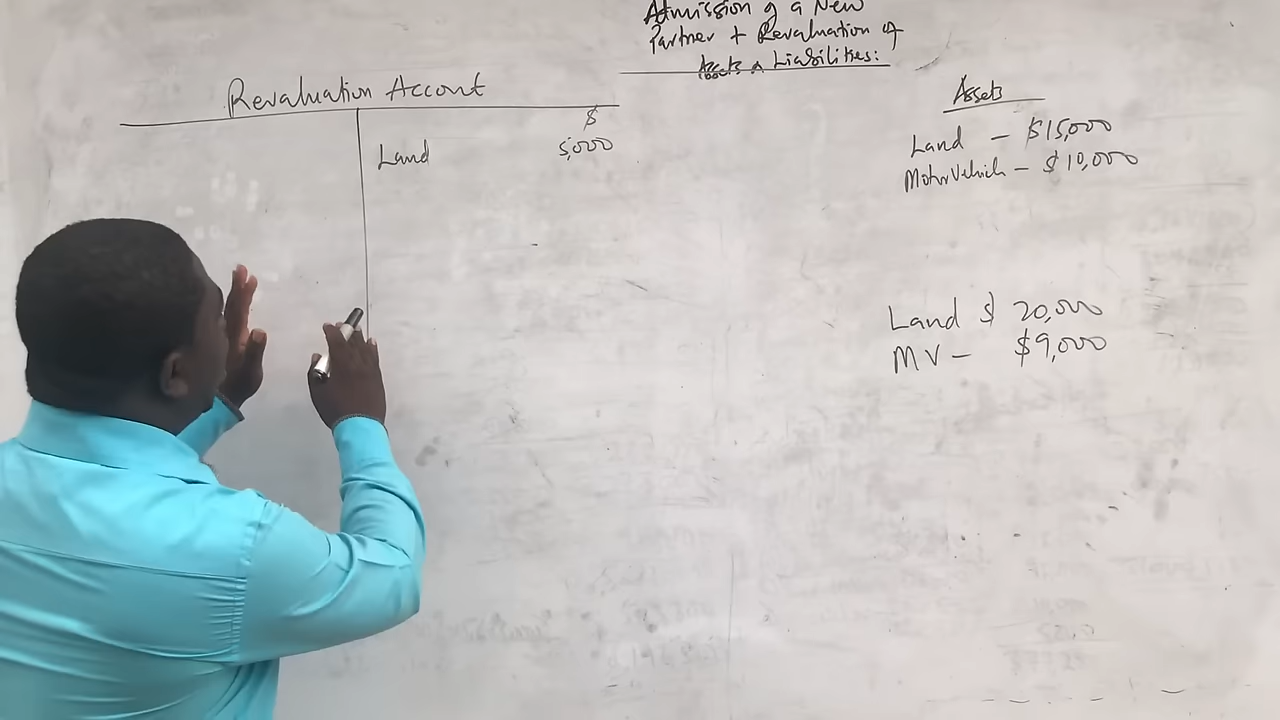 Admission of a New
Partner + Revaluation of
Assets & Liabilities:
Revaluation Account
$
Land 5,000
Assets
Land – $15,000
Motor Vehicle – $10,000
Land $ 20,000
MV – $9,000